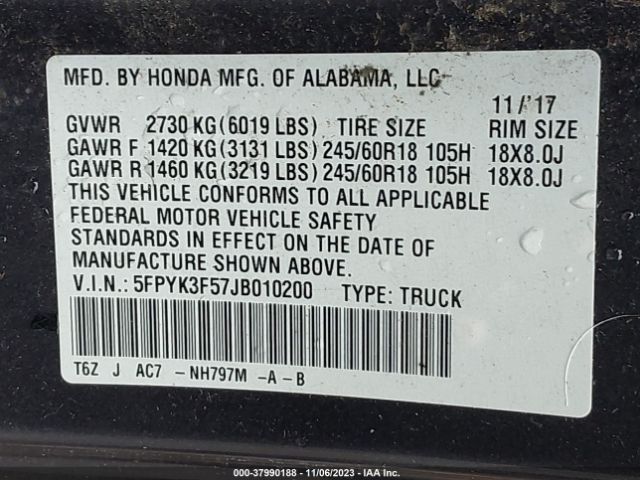 MFD. BY HONDA MFG. OF ALABAMA, LLC
11/'17
GVWR 2730 KG(6019 LBS) TIRE SIZE RIM SIZE
GAWR F 1420 KG(3131 LBS) 245/60R18 105H 18X8.0J
GAWR R 1460 KG(3219 LBS) 245/60R18 105H 18X8.0J
THIS VEHICLE CONFORMS TO ALL APPLICABLE
FEDERAL MOTOR VEHICLE SAFETY
STANDARDS IN EFFECT ON THE DATE OF
MANUFACTURE SHOWN ABOVE.
V.I.N.: 5FPYK3F57JB010200 TYPE: TRUCK
T6Z J AC7 -NH797M -A-B
000-37990188 - 11/06/2023 - IAA Inc.